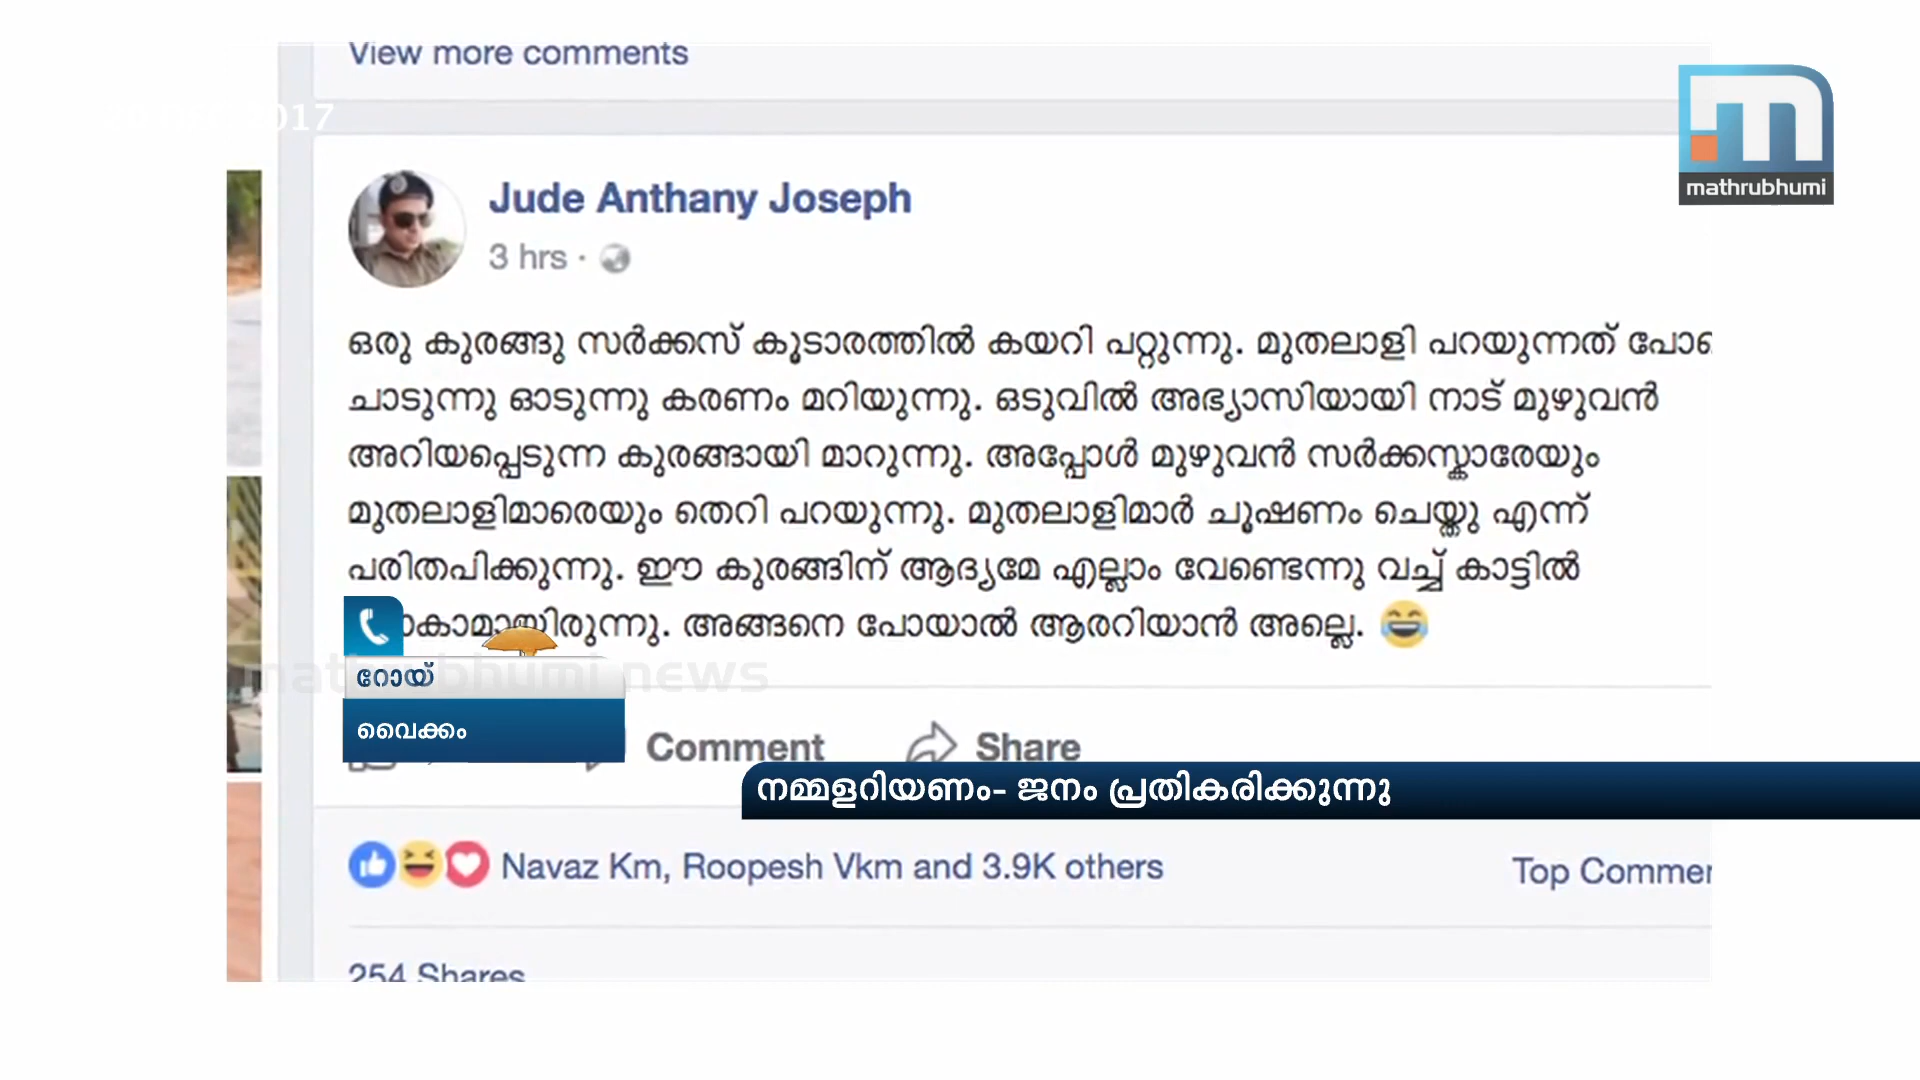 View more comments
2017
mathrubhumi
Jude Anthany Joseph
3 hrs ·
ഒരു കുരങ്ങു സർക്കസ് കൂടാരത്തിൽ കയറി പറ്റുന്നു. മുതലാളി പറയുന്നത്
ചാടുന്നു ഓടുന്നു കരണം മറിയുന്നു. ഒടുവിൽ അഭ്യാസിയായി നാട് മുഴുവൻ
അറിയപ്പെടുന്ന കുരങ്ങായി മാറുന്നു. അപ്പോൾ മുഴുവൻ സർക്കസ്കാരേയും
മുതലാളിമാരെയും തെറി പറയുന്നു. മുതലാളിമാർ ചൂഷണം ചെയ്തു എന്ന്
പരിതപിക്കുന്നു. ഈ കുരങ്ങിന് ആദ്യമേ എല്ലാം വേണ്ടെന്നു വച്ച് കാട്ടിൽ
അങ്ങനെ പോയാൽ ആരറിയാൻ അല്ലെ. 😂
mathrubhumi news
റോയ്
വൈക്കം
Comment Share
നമ്മളറിയണം- ജനം പ്രതികരിക്കുന്നു
Navaz Km, Roopesh Vkm and 3.9K others
Top
254 Shares